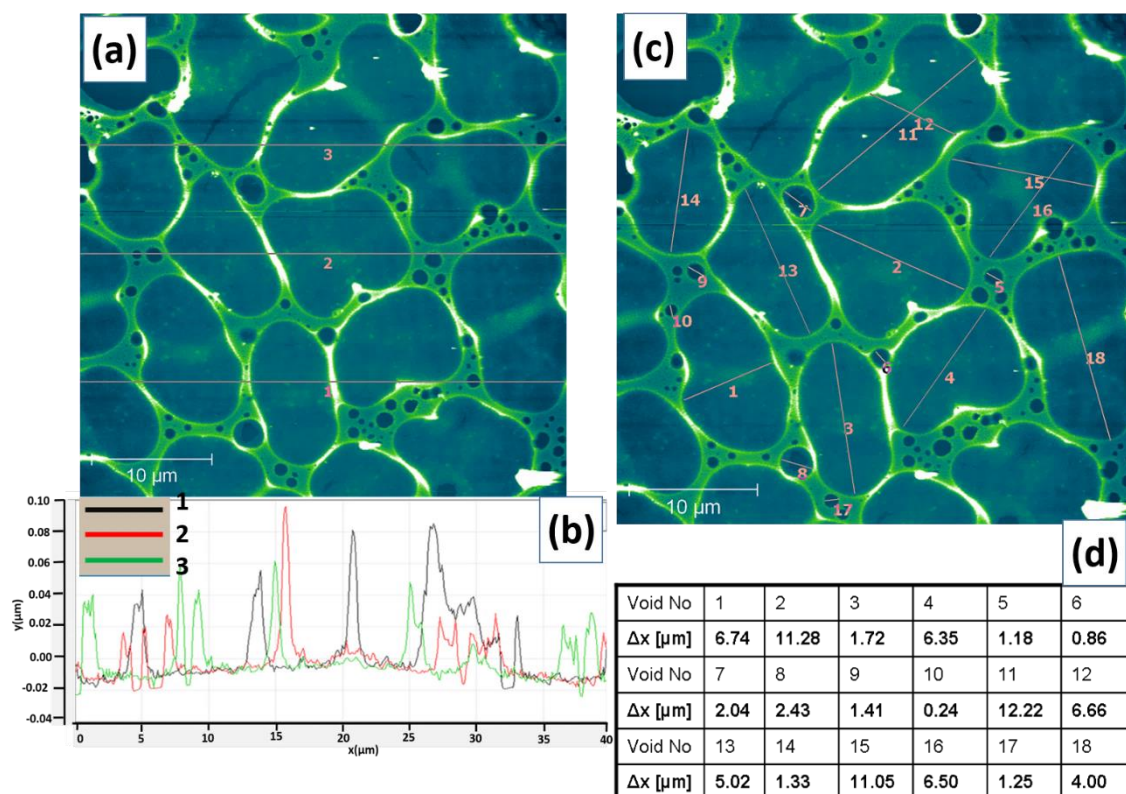 (a)
3
2
1
10 µm
(c)
11
12
14
15
7
16
13
2
9
5
10
6
18
1
4
3
8
17
10 µm
(b)
1
2
3
0.10
0.08
0.06
0.04
0.02
0.00
-0.02
-0.04
y(µm)
0 5 10 15 20 25 30 35 40
x(µm)
(d)
Void No 1 2 3 4 5 6
Δx [µm] 6.74 11.28 1.72 6.35 1.18 0.86
Void No 7 8 9 10 11 12
Δx [µm] 2.04 2.43 1.41 0.24 12.22 6.66
Void No 13 14 15 16 17 18
Δx [µm] 5.02 1.33 11.05 6.50 1.25 4.00